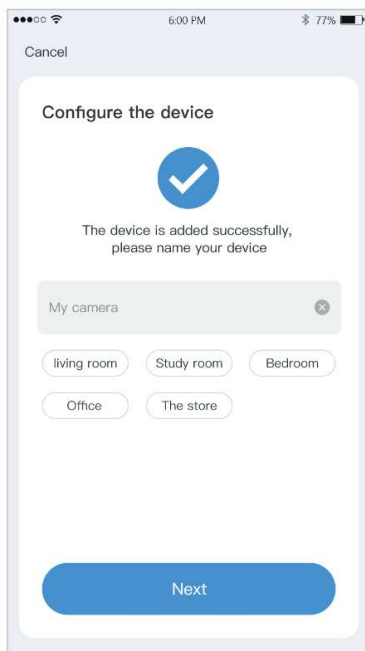 6:00 PM 77%
Cancel
Configure the device
The device is added successfully,
please name your device
My camera
living room Study room Bedroom
Office The store
Next